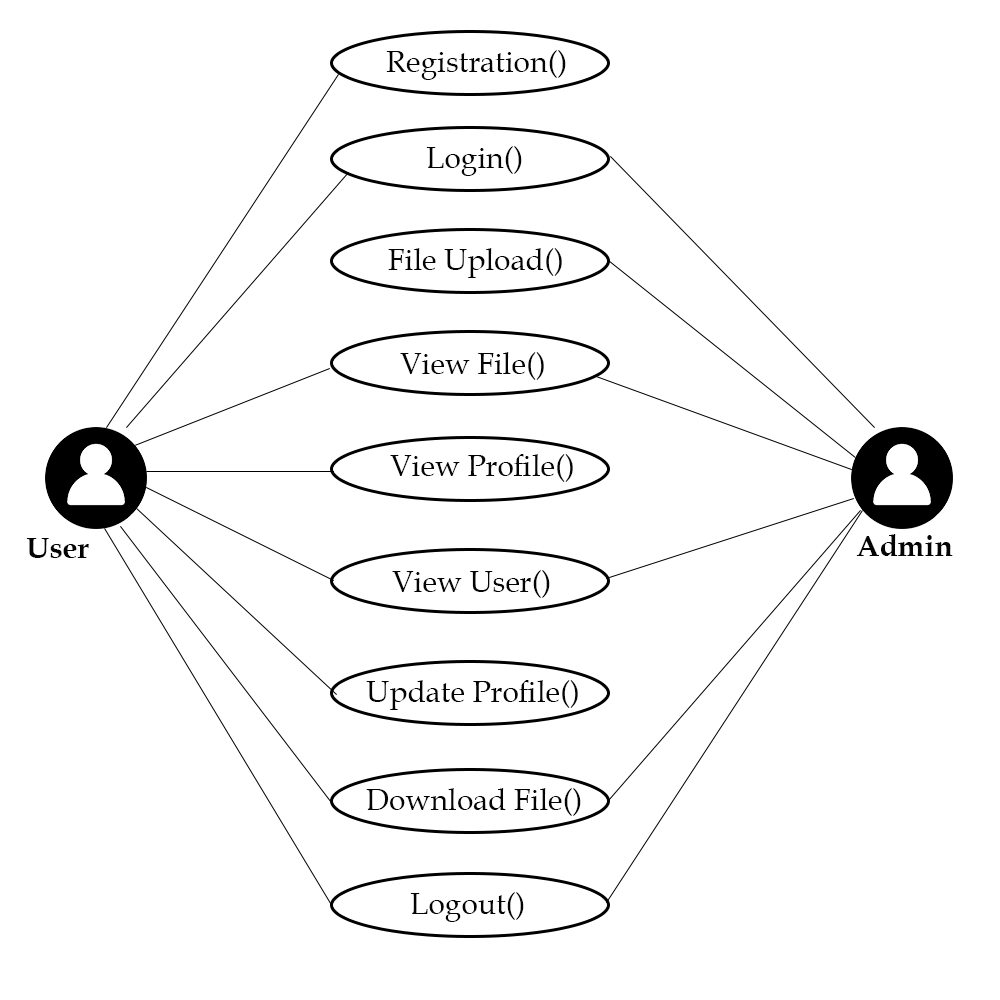 Registration()
Login()
File Upload()
View File()
View Profile()
User
Admin
View User()
Update Profile()
Download File()
Logout()